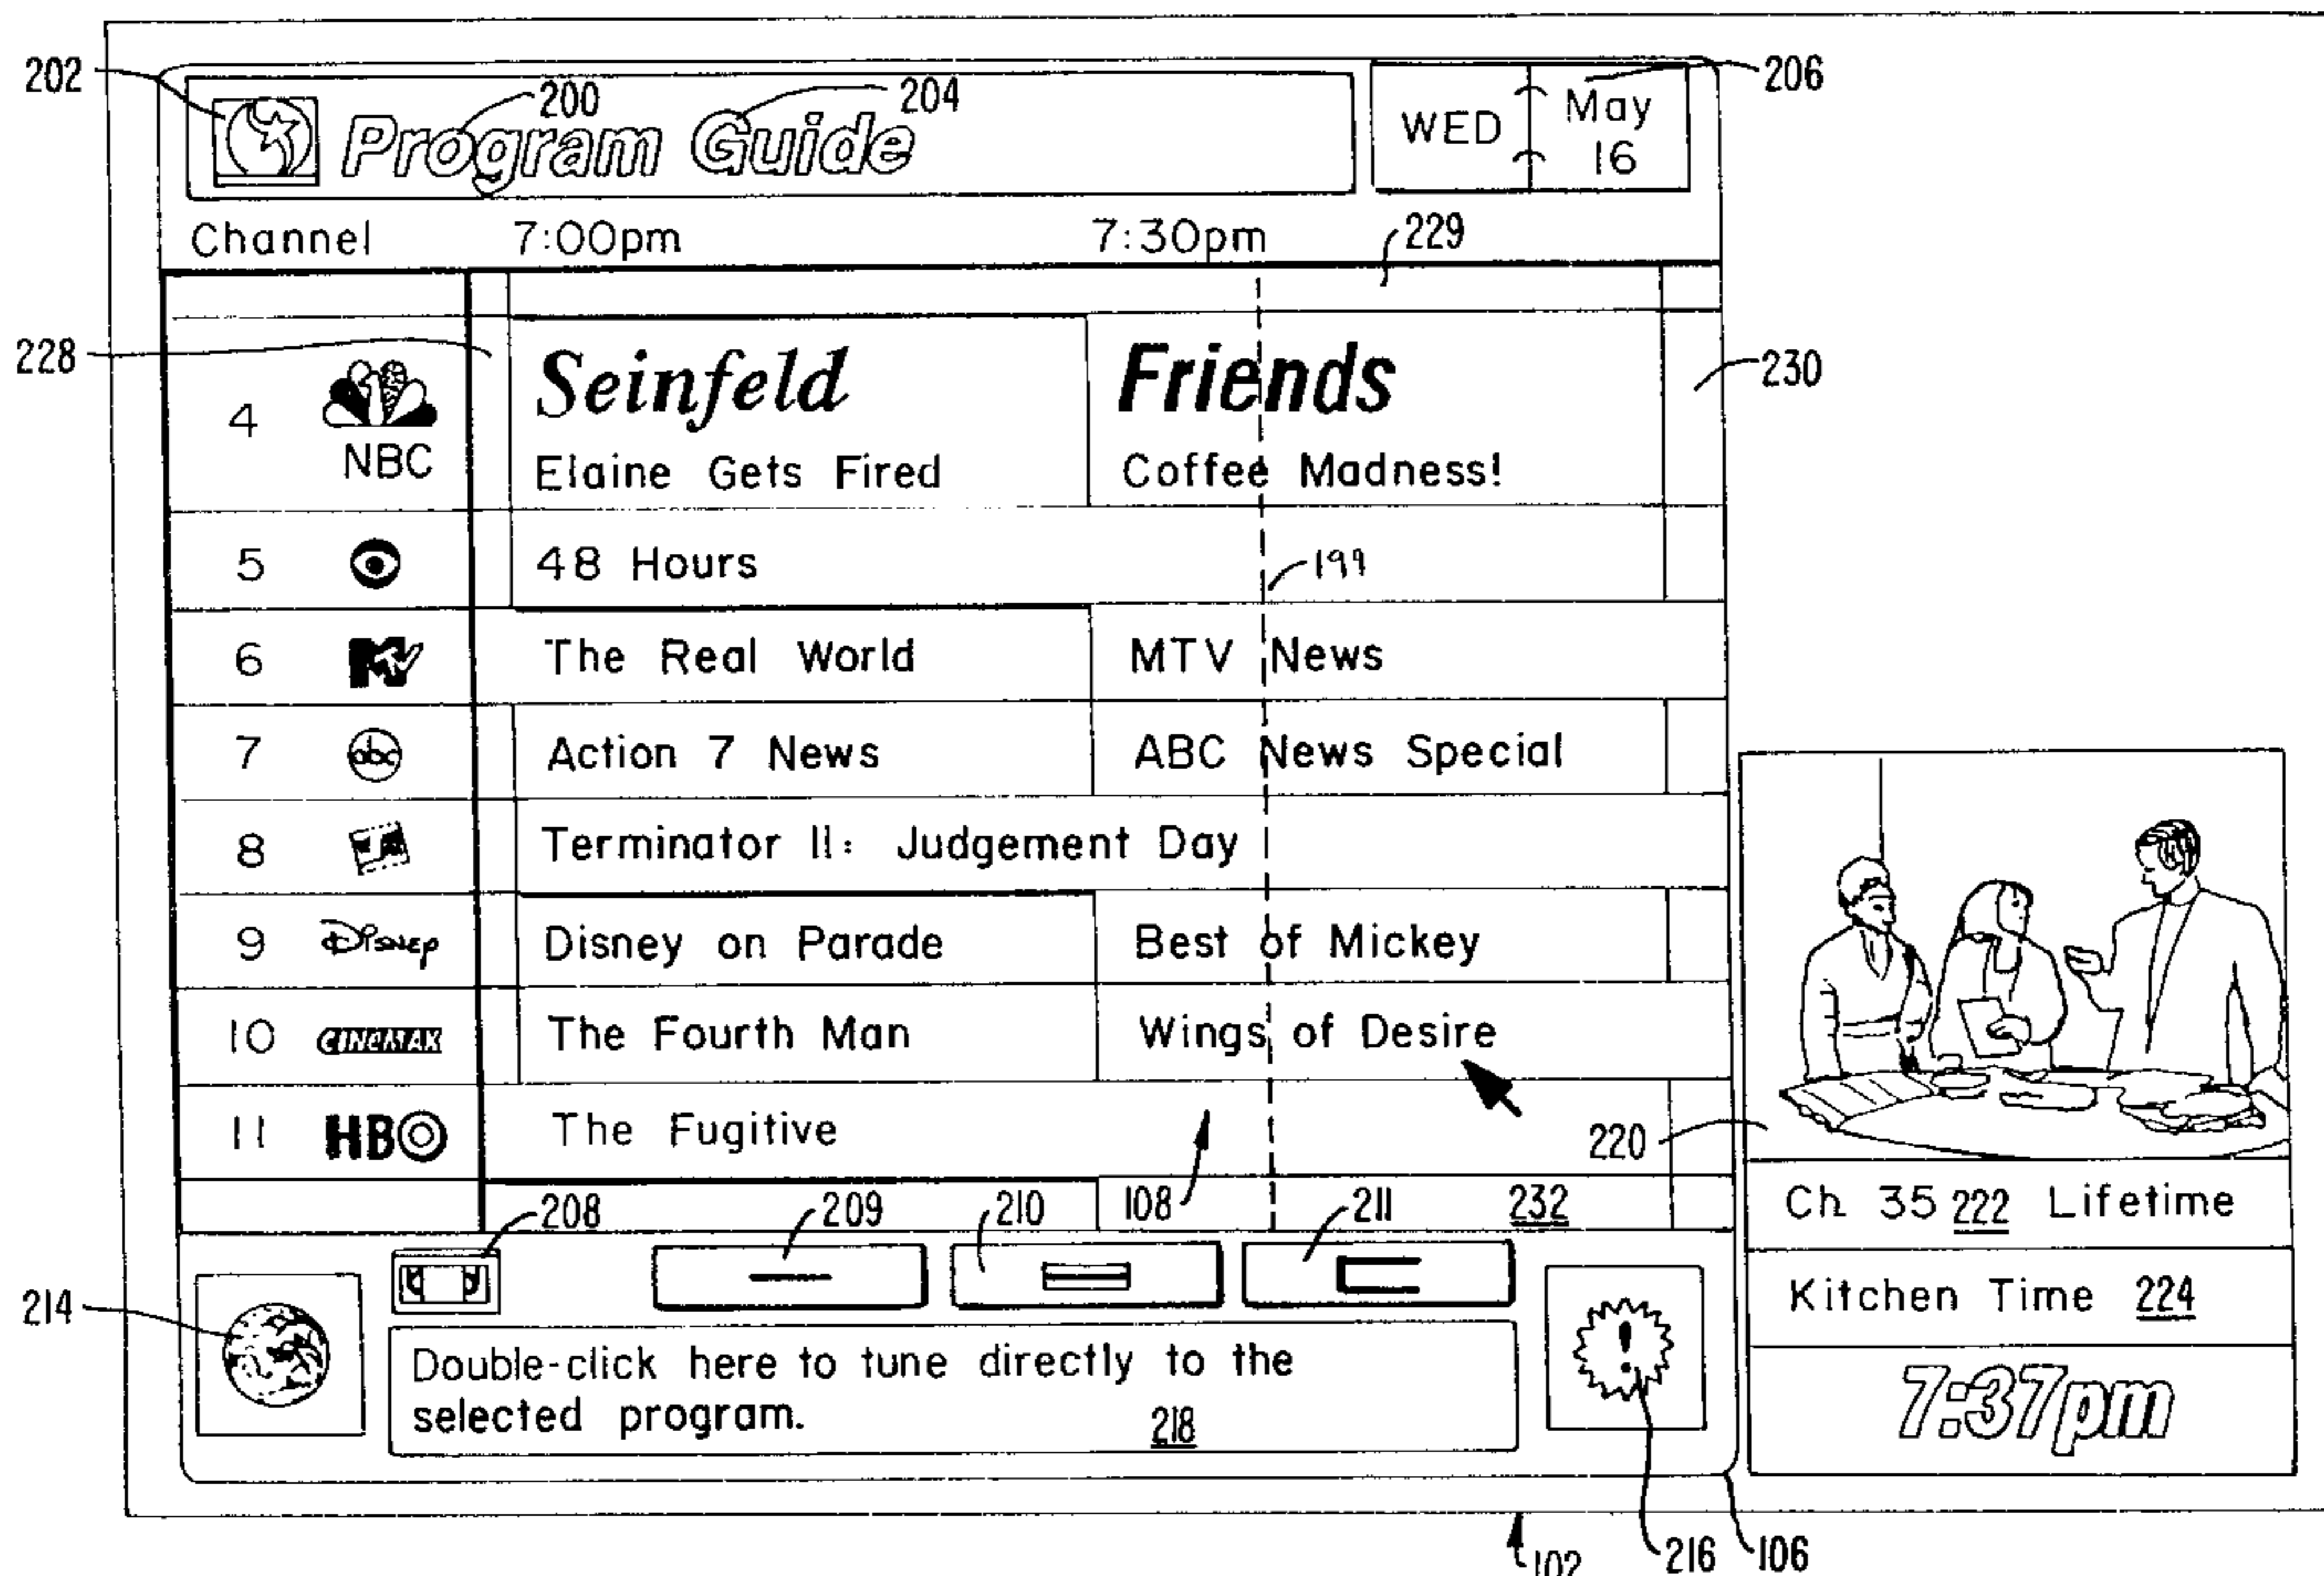 202
200
204
206
Program Guide
WED
May
16
Channel 7:00pm 7:30pm 229
228
230
4 NBC Seinfeld Friends
Elaine Gets Fired Coffee Madness!
5 48 Hours 199
6 MTV The Real World MTV News
7 abc Action 7 News ABC News Special
8 Terminator II: Judgement Day
9 Disney Disney on Parade Best of Mickey
10 CINEMAX The Fourth Man Wings of Desire
11 HBO The Fugitive
220
208 209 210 108 211 232
Ch 35 222 Lifetime
214
Kitchen Time 224
Double-click here to tune directly to the
selected program. 218
!
7:37pm
102 216 106